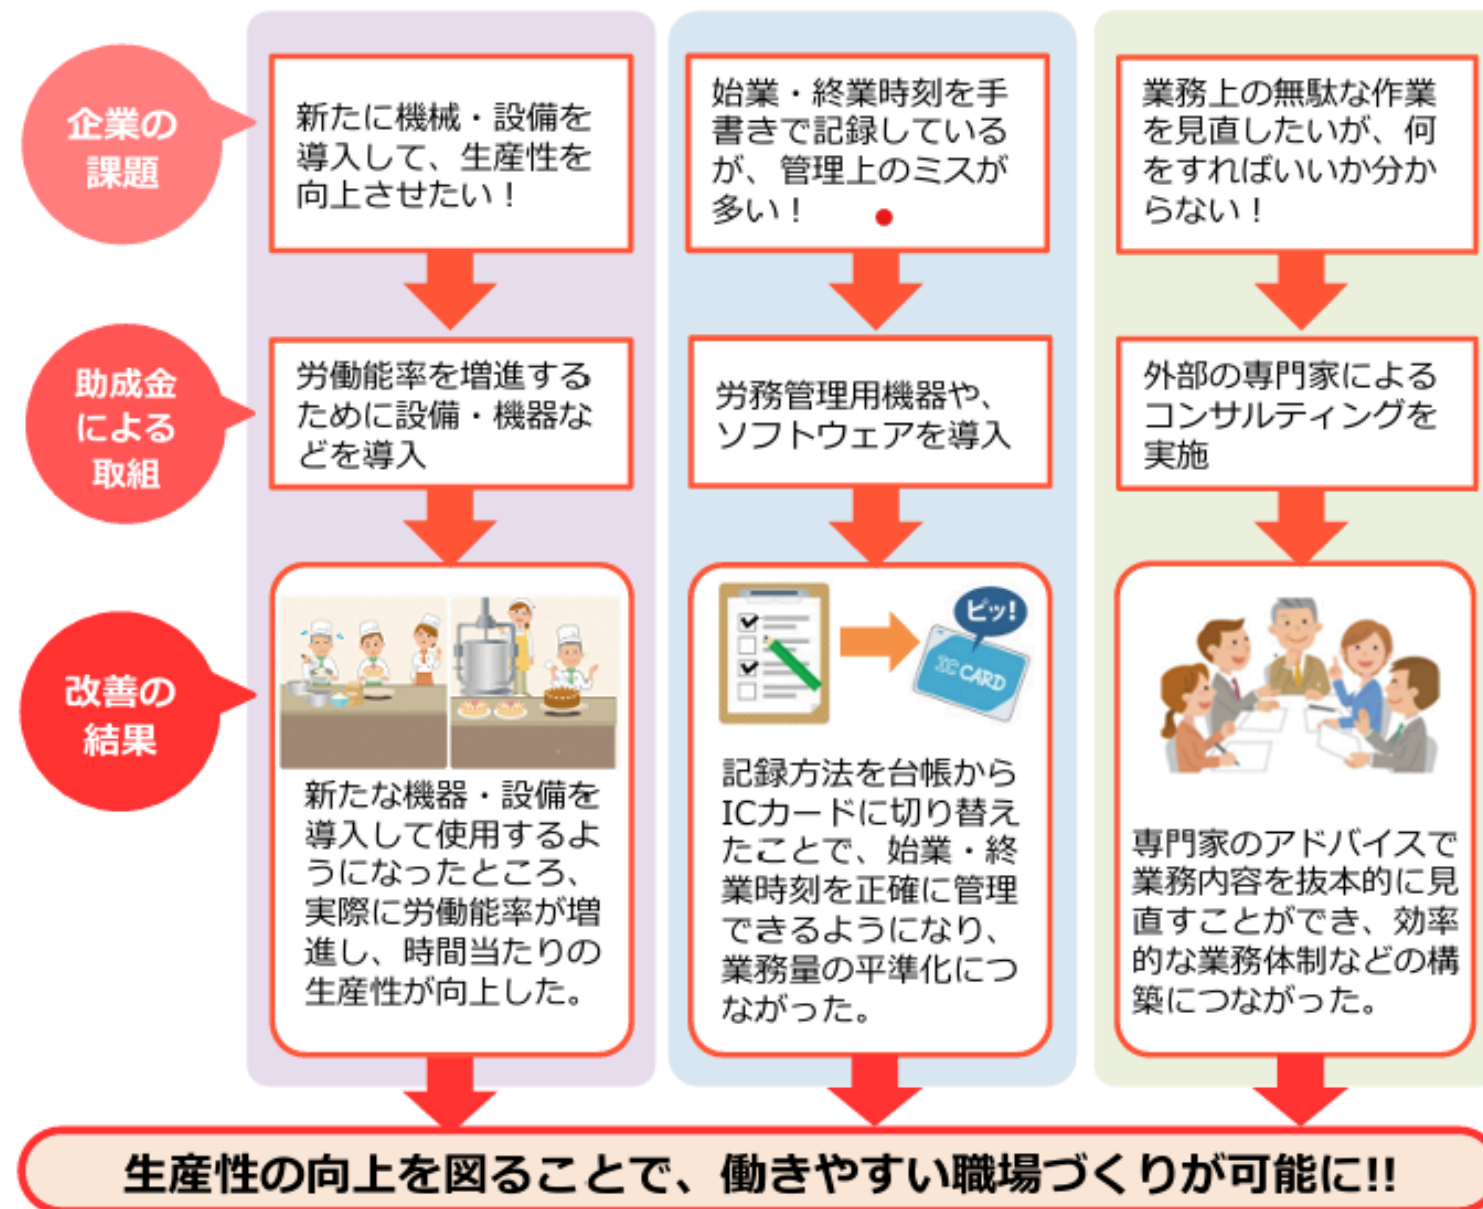 企業の
課題
新たに機械・設備を
導入して、生産性を
向上させたい！
始業・終業時刻を手
書きで記録している
が、管理上のミスが
多い！
業務上の無駄な作業
を見直したいが、何
をすればいいか分か
らない！
助成金
による
取組
労働能率を増進する
ために設備・機器な
どを導入
労務管理用機器や、
ソフトウェアを導入
外部の専門家による
コンサルティングを
実施
改善の
結果
新たな機器・設備を
導入して使用するよ
うになったところ、
実際に労働能率が増
進し、時間当たりの
生産性が向上した。
ピッ!
IC CARD
記録方法を台帳から
ICカードに切り替え
たことで、始業・終
業時刻を正確に管理
できるようになり、
業務量の平準化につ
ながった。
専門家のアドバイスで
業務内容を抜本的に見
直すことができ、効率
的な業務体制などの構
築につながった。
生産性の向上を図ることで、働きやすい職場づくりが可能に!!